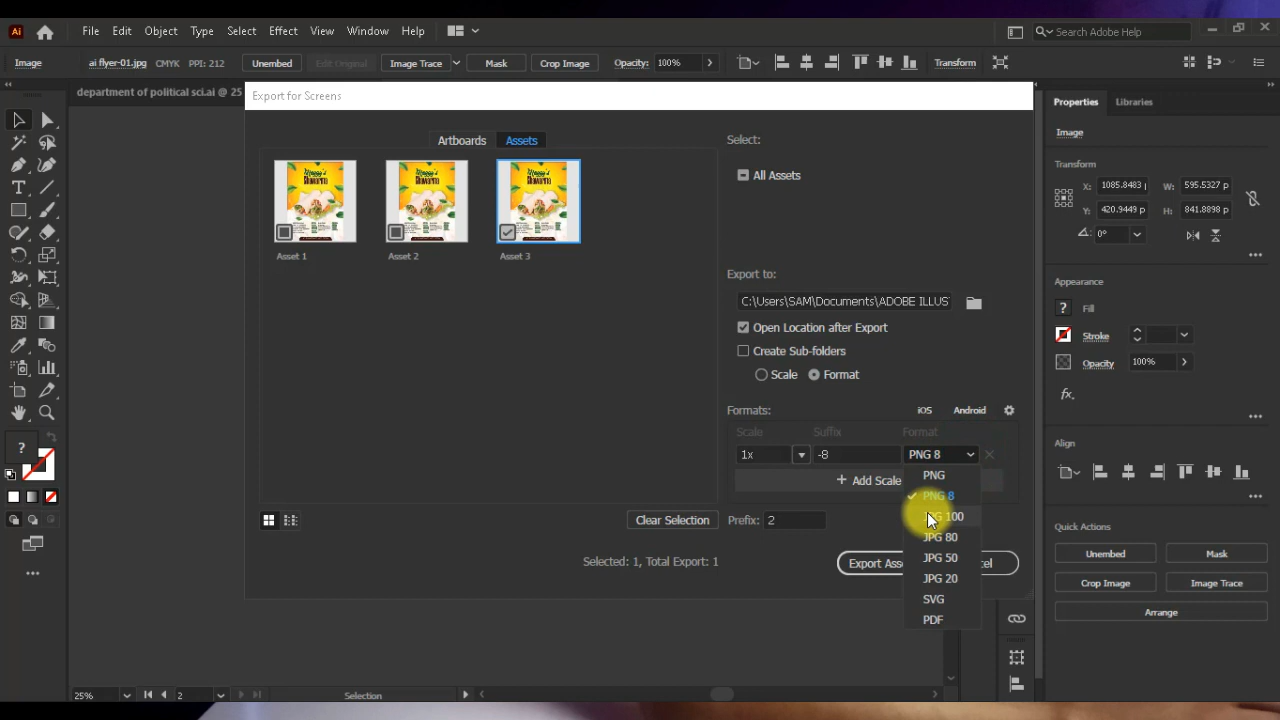 Ai File Edit Object Type Select Effect View Window Help Search Adobe Help
Image ai flyer-01.jpg CMYK PPI: 212 Unembed Edit Original Image Trace Mask Crop Image Opacity: 100% Transform
department of political sci.ai @ 25
Export for Screens
Artboards Assets
Asset 1 Asset 2 Asset 3
Select:
All Assets
Export to:
C:\Users\SAM\Documents\ADOBE ILLUS
Open Location after Export
Create Sub-folders
Scale Format
Formats: iOS Android
Scale Suffix Format
1x -8 PNG 8
+ Add Scale
PNG
PNG 8
JPG 100
JPG 80
JPG 50
JPG 20
SVG
PDF
Clear Selection Prefix: 2
Selected: 1, Total Export: 1
Properties Libraries
Image
Transform
X: 1085.8483 W: 595.5327 p
Y: 420.9449 p H: 841.8898 p
0°
Appearance
? Fill
Stroke
Opacity 100%
fx.
Align
Quick Actions
Unembed Mask
Crop Image Image Trace
Arrange
?
25% 2 Selection